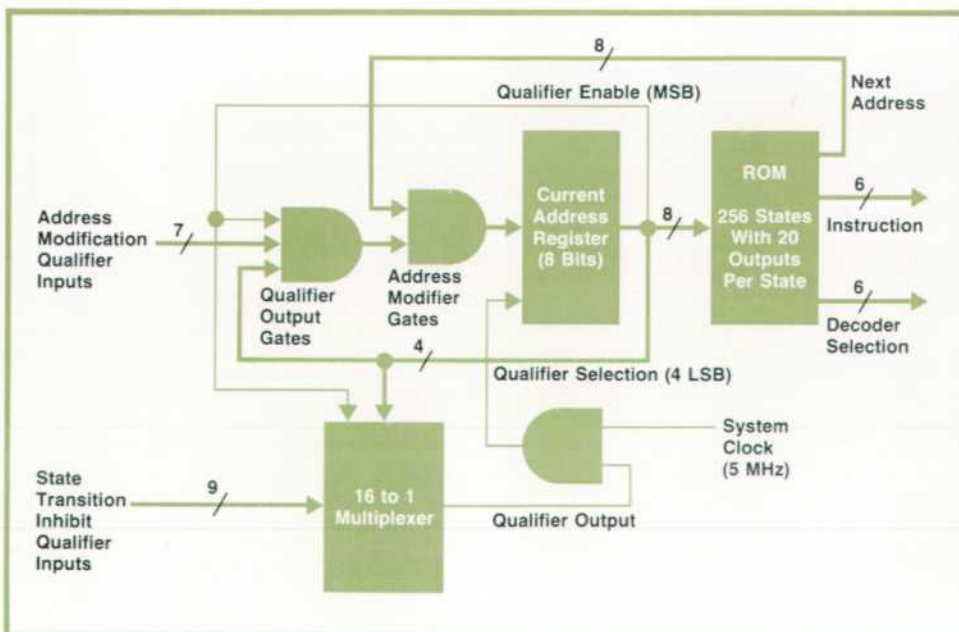 8
Next
Address
Qualifier Enable (MSB)
Current
Address
Register
(8 Bits)
ROM
256 States
With 20
Outputs
Per State
8
6
Instruction
6
Decoder
Selection
Address
Modification
Qualifier
Inputs
7
Qualifier
Output
Gates
Address
Modifier
Gates
4
Qualifier Selection (4 LSB)
System
Clock
(5 MHz)
State
Transition
Inhibit
Qualifier
Inputs
9
16 to 1
Multiplexer
Qualifier Output